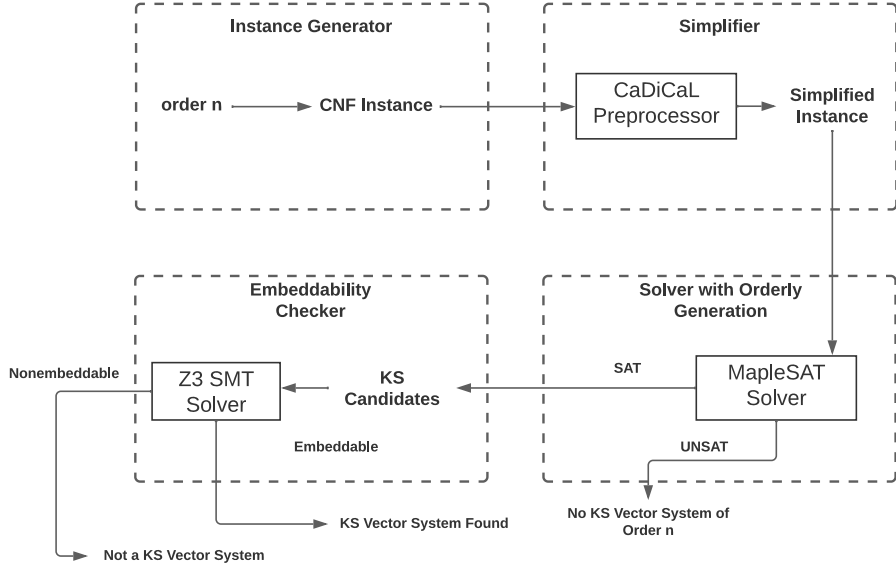 Instance Generator
order n
CNF Instance
Simplifier
CaDiCaL
Preprocessor
Simplified
Instance
Embeddability
Checker
Nonembeddable
Z3 SMT
Solver
KS
Candidates
Embeddable
KS Vector System Found
Not a KS Vector System
Solver with Orderly
Generation
SAT
MapleSAT
Solver
UNSAT
No KS Vector System of
Order n